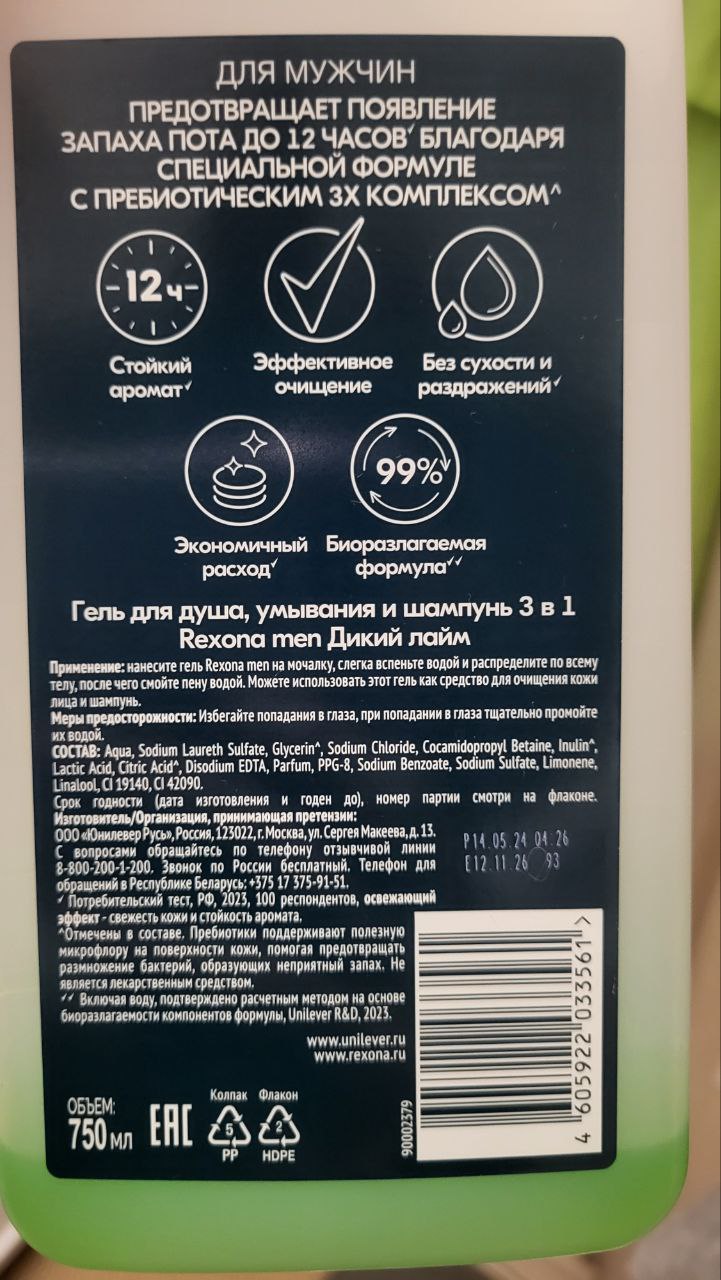 ДЛЯ МУЖЧИН
ПРЕДОТВРАЩАЕТ ПОЯВЛЕНИЕ
ЗАПАХА ПОТА ДО 12 ЧАСОВ✓ БЛАГОДАРЯ
СПЕЦИАЛЬНОЙ ФОРМУЛЕ
С ПРЕБИОТИЧЕСКИМ 3Х КОМПЛЕКСОМ^
12 ч
Стойкий
аромат✓
Эффективное
очищение
Без сухости и
раздражений✓
99%
Экономичный
расход✓
Биоразлагаемая
формула✓✓
Гель для душа, умывания и шампунь 3 в 1
Rexona men Дикий лайм
Применение: нанесите гель Rexona men на мочалку, слегка вспеньте водой и распределите по всему
телу, после чего смойте пену водой. Можете использовать этот гель как средство для очищения кожи
лица и шампунь.
Меры предосторожности: Избегайте попадания в глаза, при попадании в глаза тщательно промойте
их водой.
СОСТАВ: Aqua, Sodium Laureth Sulfate, Glycerin^, Sodium Chloride, Cocamidopropyl Betaine, Inulin^,
Lactic Acid, Citric Acid^, Disodium EDTA, Parfum, PPG-8, Sodium Benzoate, Sodium Sulfate, Limonene,
Linalool, CI 19140, CI 42090.
Срок годности (дата изготовления и годен до), номер партии смотри на флаконе.
Изготовитель/Организация, принимающая претензии:
ООО «Юнилевер Русь», Россия, 123022, г. Москва, ул. Сергея Макеева, д. 13.
С вопросами обращайтесь по телефону отзывчивой линии
8-800-200-1-200. Звонок по России бесплатный. Телефон для
обращений в Республике Беларусь: +375 17 375-91-51.
✓ Потребительский тест, РФ, 2023, 100 респондентов, освежающий
эффект - свежесть кожи и стойкость аромата.
^Отмечены в составе. Пребиотики поддерживают полезную
микрофлору на поверхности кожи, помогая предотвращать
размножение бактерий, образующих неприятный запах. Не
является лекарственным средством.
✓✓ Включая воду, подтверждено расчетным методом на основе
биоразлагаемости компонентов формулы, Unilever R&D, 2023.
P14.05.24 04.26
E12.11.26 93
www.unilever.ru
www.rexona.ru
ОБЪЕМ:
750 мл
EAC
Колпак
5
PP
Флакон
2
HDPE
90002379
4 605922 033561 >